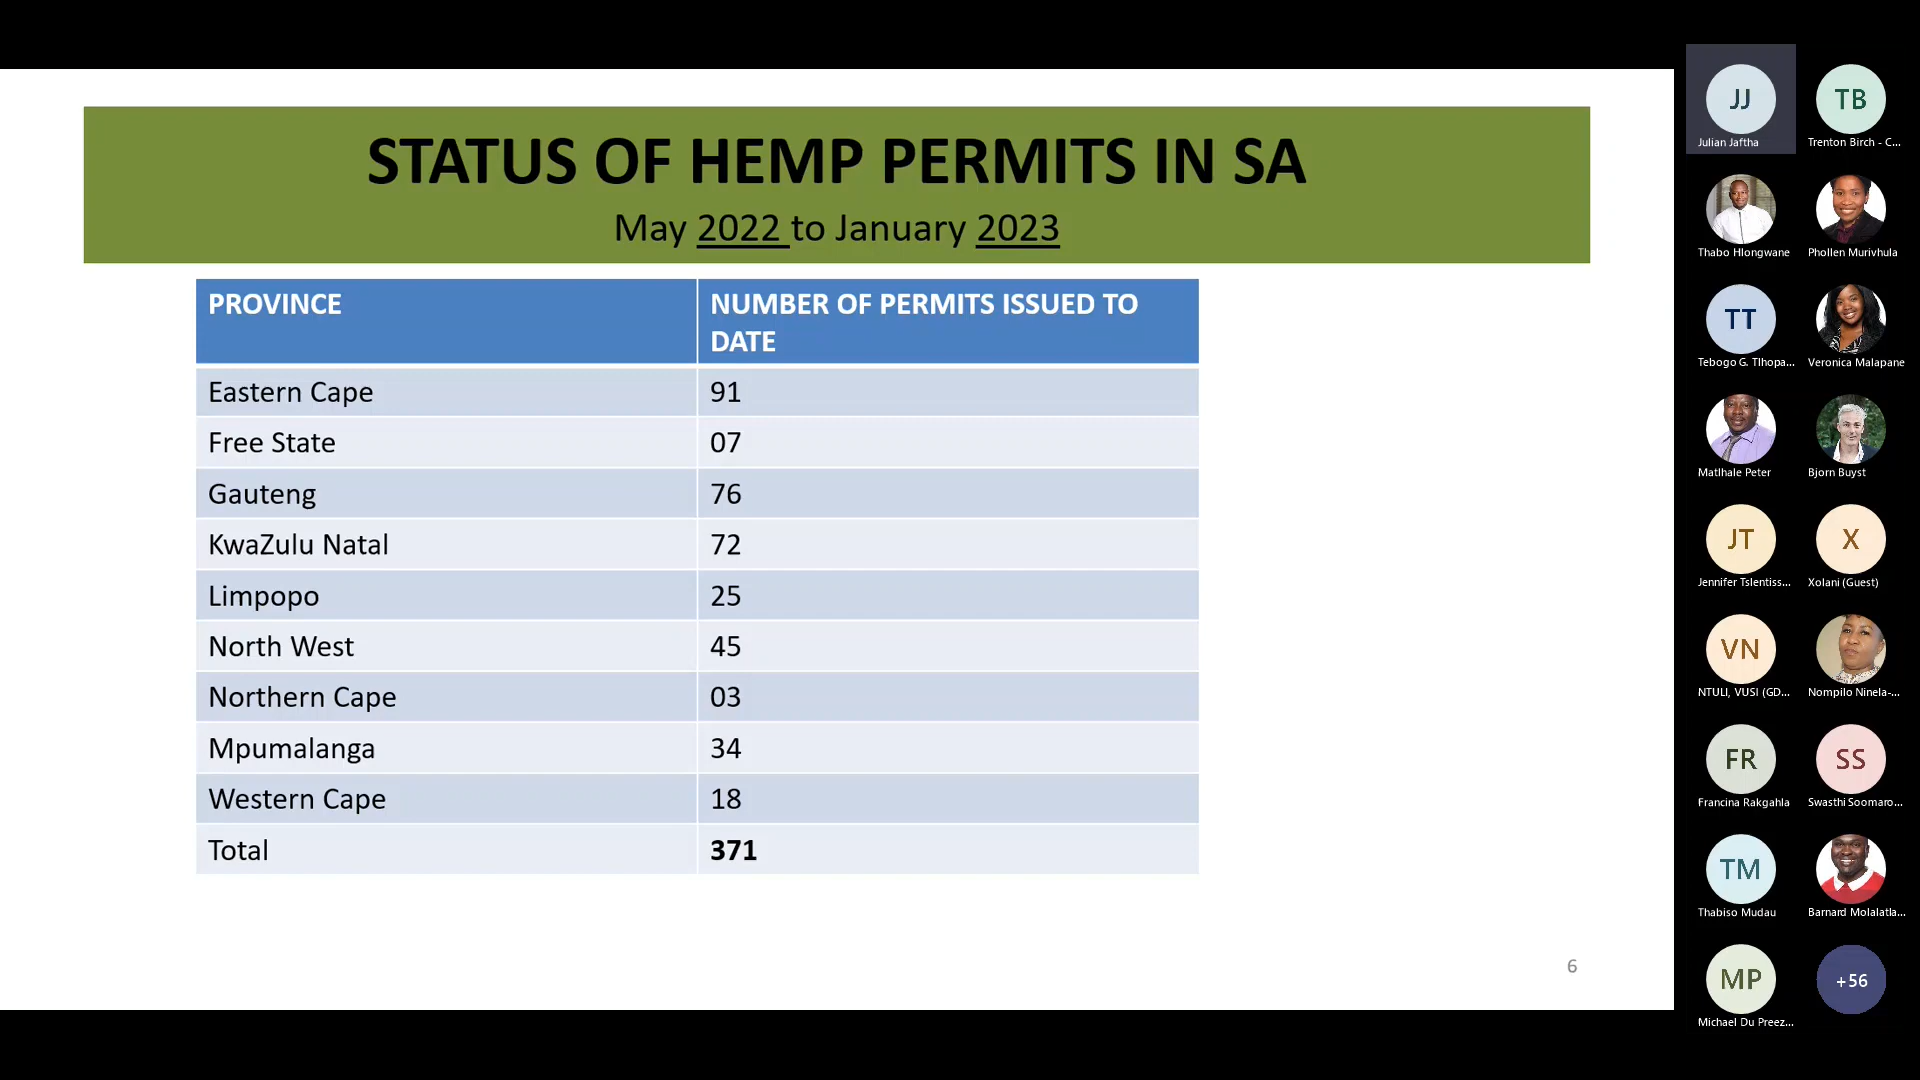 STATUS OF HEMP PERMITS IN SA
May 2022 to January 2023
PROVINCE
NUMBER OF PERMITS ISSUED TO
DATE
Eastern Cape 91
Free State 07
Gauteng 76
KwaZulu Natal 72
Limpopo 25
North West 45
Northern Cape 03
Mpumalanga 34
Western Cape 18
Total 371
6
JJ TB
Julian Jaftha Trenton Birch - C...
Thabo Hlongwane Phollen Murivhula
TT
Tebogo G. Tlhopa... Veronica Malapane
Matlhale Peter Bjorn Buyst
JT X
Jennifer Tslentiss... Xolani (Guest)
VN
NTULI, VUSI (GD... Nompilo Ninela-...
FR SS
Francina Rakgahla Swasthi Soomaro...
TM
Thabiso Mudau Barnard Molalatla...
MP +56
Michael Du Preez...